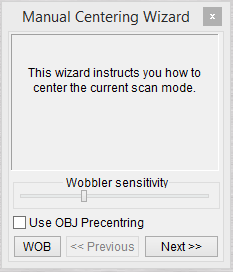 Manual Centering Wizard x
This wizard instructs you how to
center the current scan mode.
Wobbler sensitivity
Use OBJ Precentring
WOB << Previous Next >>